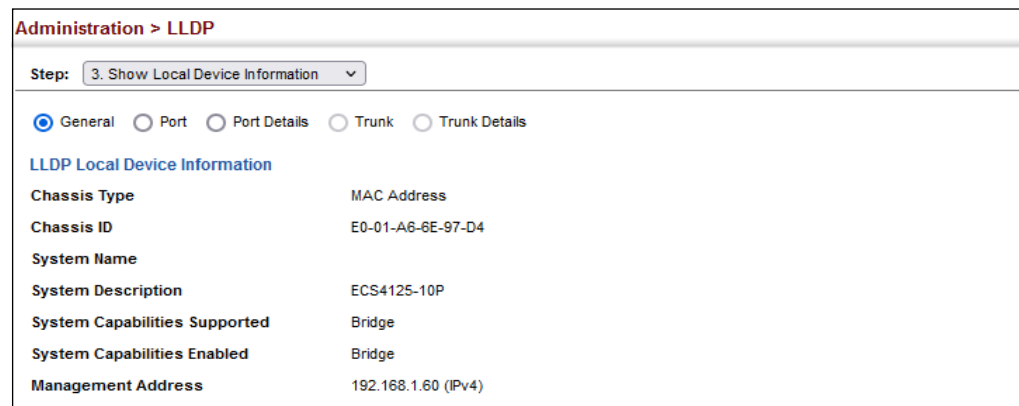 Administration > LLDP
Step: 3. Show Local Device Information
General Port Port Details Trunk Trunk Details
LLDP Local Device Information
Chassis Type MAC Address
Chassis ID E0-01-A6-6E-97-D4
System Name
System Description ECS4125-10P
System Capabilities Supported Bridge
System Capabilities Enabled Bridge
Management Address 192.168.1.60 (IPv4)